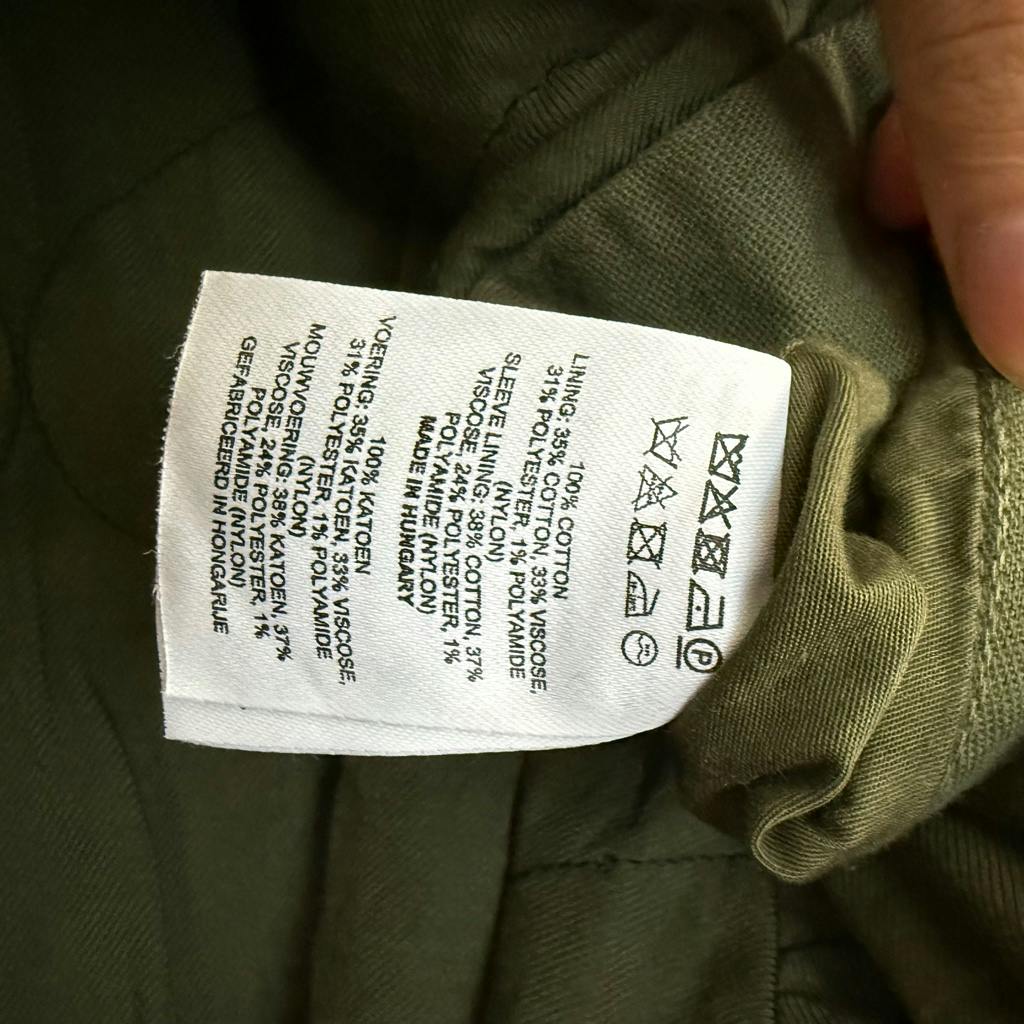 P
100% COTTON
LINING: 35% COTTON, 33% VISCOSE,
31% POLYESTER, 1% POLYAMIDE
(NYLON)
SLEEVE LINING: 38% COTTON, 37%
VISCOSE, 24% POLYESTER, 1%
POLYAMIDE (NYLON)
MADE IN HUNGARY
100% KATOEN
VOERING: 35% KATOEN, 33% VISCOSE,
31% POLYESTER, 1% POLYAMIDE
(NYLON)
MOUWVOERING: 38% KATOEN, 37%
VISCOSE, 24% POLYESTER, 1%
POLYAMIDE (NYLON)
GEFABRICEERD IN HONGARIJE